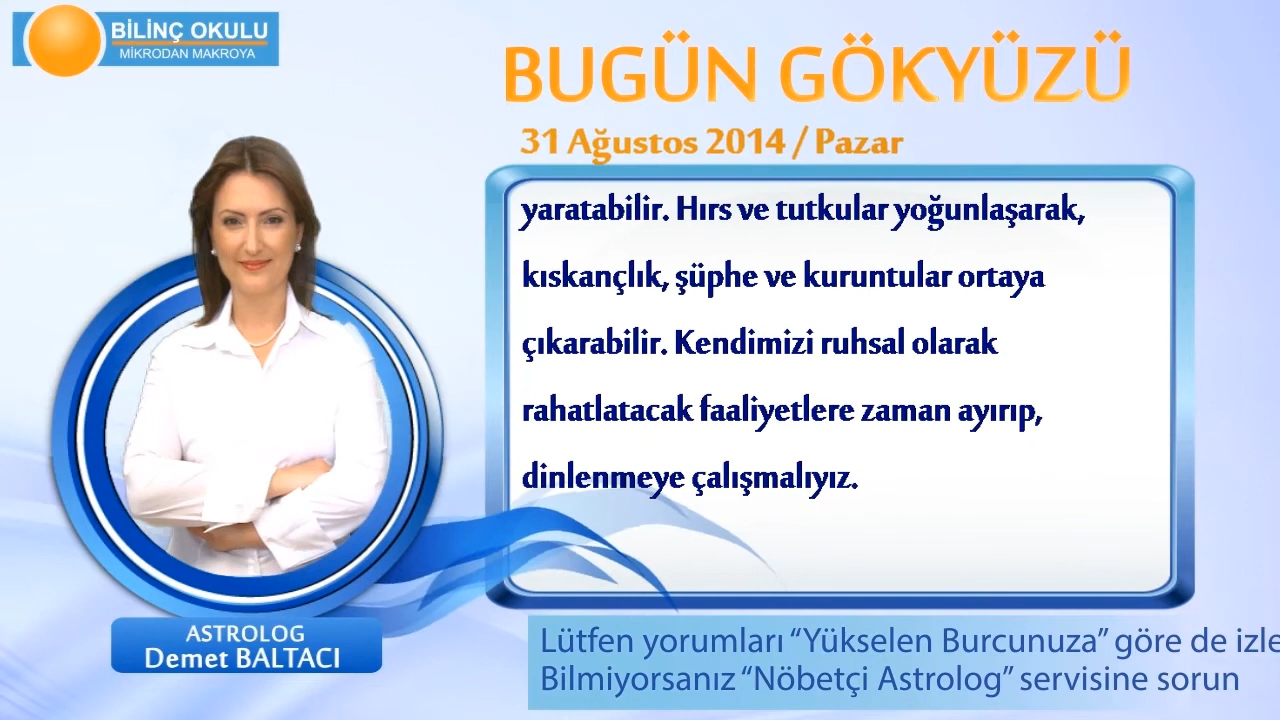 BİLİNÇ OKULU
MİKRODAN MAKROYA
BUGÜN GÖKYÜZÜ
31 Ağustos 2014 / Pazar
yaratabilir. Hırs ve tutkular yoğunlaşarak,
kıskançlık, şüphe ve kuruntular ortaya
çıkarabilir. Kendimizi ruhsal olarak
rahatlatacak faaliyetlere zaman ayırıp,
dinlenmeye çalışmalıyız.
ASTROLOG
Demet BALTACI
Lütfen yorumları “Yükselen Burcunuza” göre de izle
Bilmiyorsanız “Nöbetçi Astrolog” servisine sorun